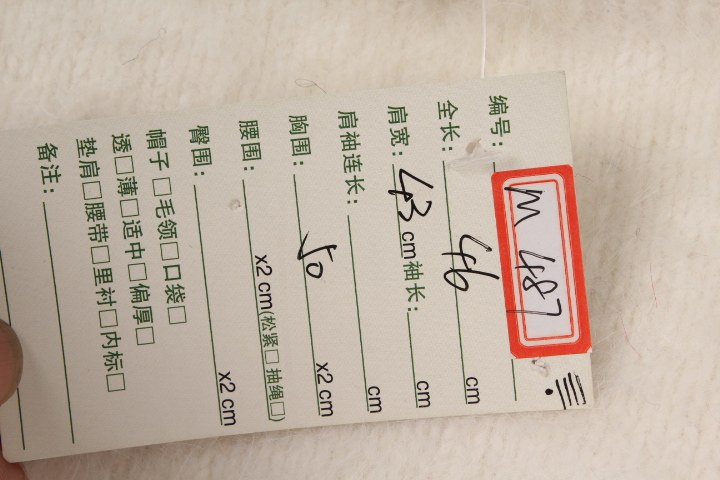 编号: m 487
全长: 46 cm
肩宽: 43 cm 袖长: cm
肩袖连长: cm
胸围: 50 x2 cm
腰围: x2 cm(松紧□ 抽绳□)
臀围: x2 cm
帽子□ 毛领□ 口袋□
透□ 薄□ 适中□ 偏厚□
垫肩□ 腰带□ 里衬□ 内标□
备注: